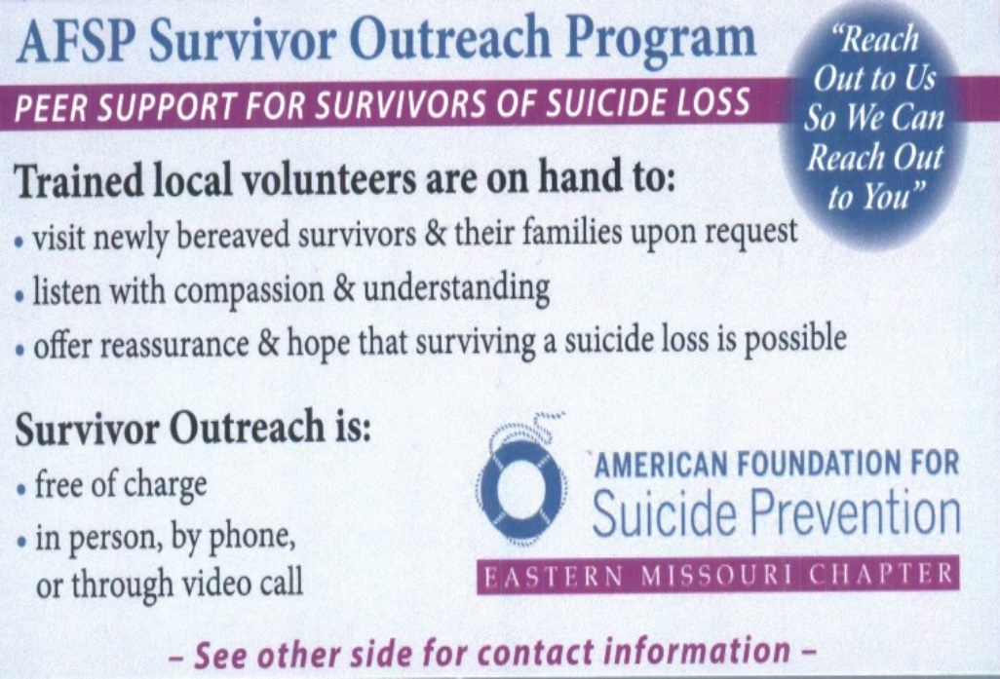 AFSP Survivor Outreach Program
PEER SUPPORT FOR SURVIVORS OF SUICIDE LOSS
"Reach
Out to Us
So We Can
Reach Out
to You"
Trained local volunteers are on hand to:
• visit newly bereaved survivors & their families upon request
• listen with compassion & understanding
• offer reassurance & hope that surviving a suicide loss is possible
Survivor Outreach is:
• free of charge
• in person, by phone,
or through video call
AMERICAN FOUNDATION FOR
Suicide Prevention
EASTERN MISSOURI CHAPTER
– See other side for contact information –